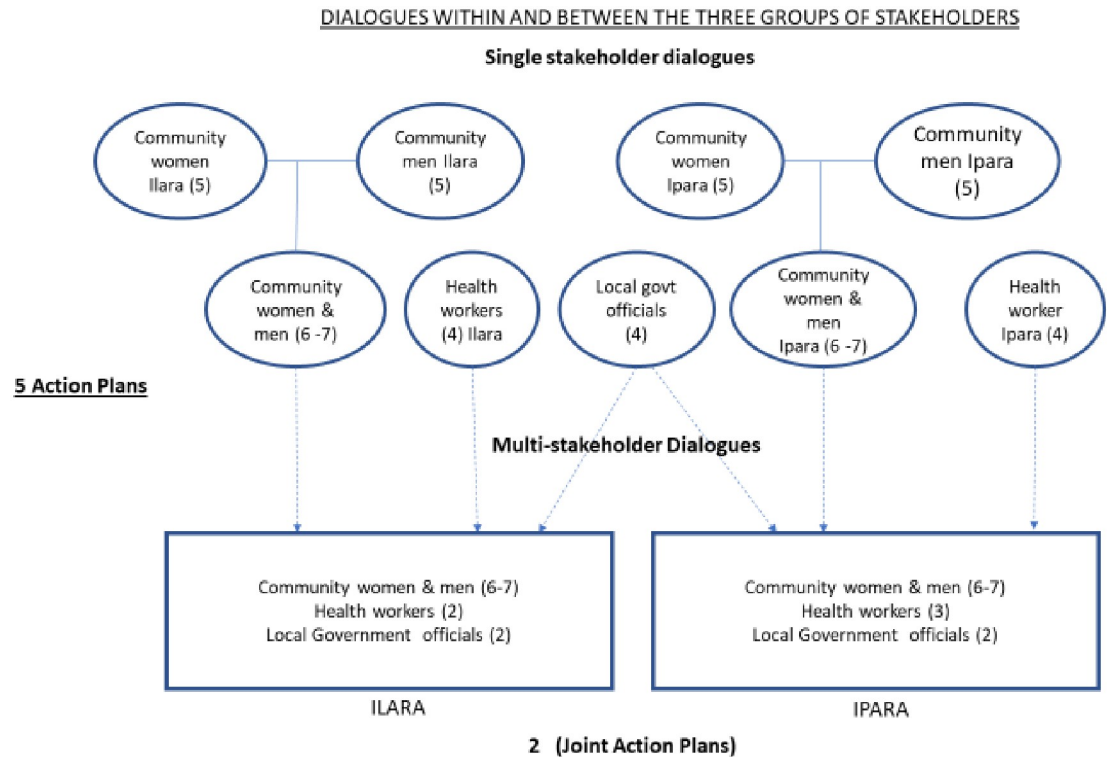 DIALOGUES WITHIN AND BETWEEN THE THREE GROUPS OF STAKEHOLDERS
Single stakeholder dialogues
Community
women
Ilara (5)
Community
men Ilara
(5)
Community
women
Ipara (5)
Community
men Ipara
(5)
Community
women &
men (6 -7)
Health
workers
(4) Ilara
Local govt
officials
(4)
Community
women &
men
Ipara (6 -7)
Health
worker
Ipara (4)
5 Action Plans
Multi-stakeholder Dialogues
Community women & men (6-7)
Health workers (2)
Local Government officials (2)
Community women & men (6-7)
Health workers (3)
Local Government officials (2)
ILARA
IPARA
2 (Joint Action Plans)